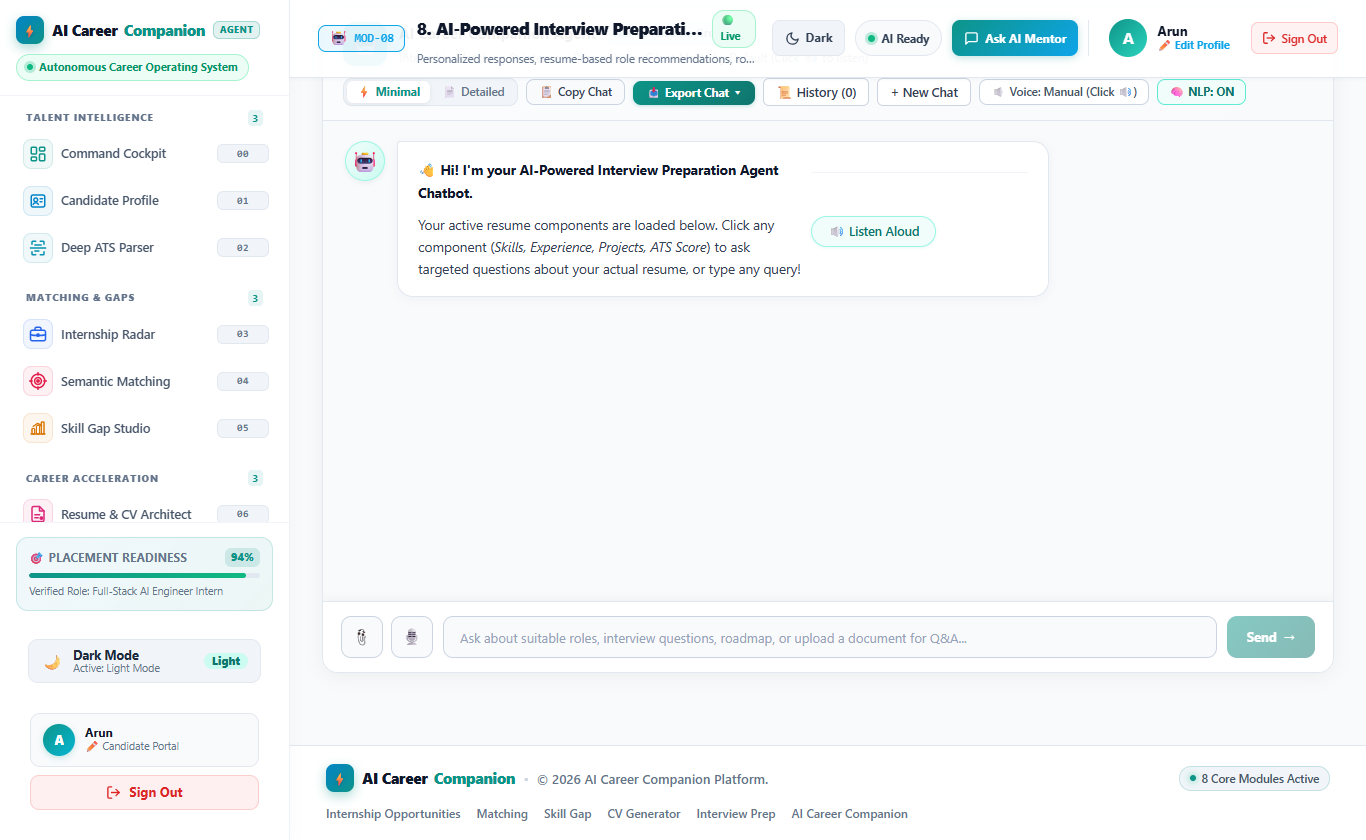 AI Career Companion AGENT
Autonomous Career Operating System
TALENT INTELLIGENCE 3
Command Cockpit 00
Candidate Profile 01
Deep ATS Parser 02
MATCHING & GAPS 3
Internship Radar 03
Semantic Matching 04
Skill Gap Studio 05
CAREER ACCELERATION 3
Resume & CV Architect 06
PLACEMENT READINESS 94%
Verified Role: Full-Stack AI Engineer Intern
Dark Mode
Active: Light Mode
Light
A
Arun
Candidate Portal
Sign Out
MOD-08
8. AI-Powered Interview Preparati...
Personalized responses, resume-based role recommendations, ro...
Live
Dark
AI Ready
Ask AI Mentor
A
Arun
Edit Profile
Sign Out
Minimal
Detailed
Copy Chat
Export Chat
History (0)
+ New Chat
Voice: Manual (Click )
NLP: ON
Hi! I'm your AI-Powered Interview Preparation Agent
Chatbot.
Your active resume components are loaded below. Click any
component (Skills, Experience, Projects, ATS Score) to ask
targeted questions about your actual resume, or type any query!
Listen Aloud
Ask about suitable roles, interview questions, roadmap, or upload a document for Q&A...
Send →
AI Career Companion • © 2026 AI Career Companion Platform.
8 Core Modules Active
Internship Opportunities Matching Skill Gap CV Generator Interview Prep AI Career Companion